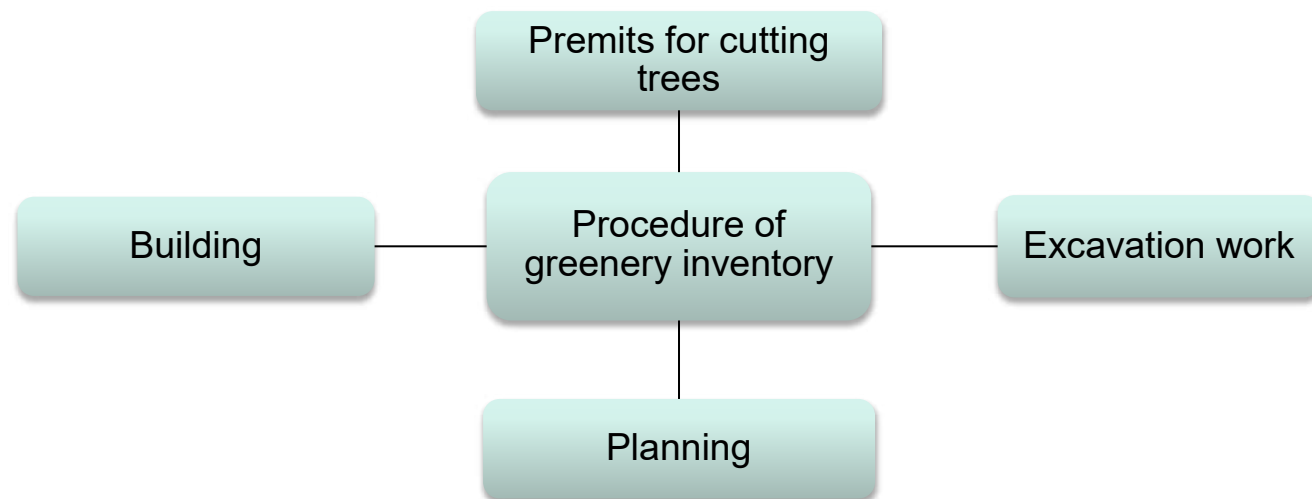 Premits for cutting
trees
Building
Procedure of
greenery inventory
Excavation work
Planning